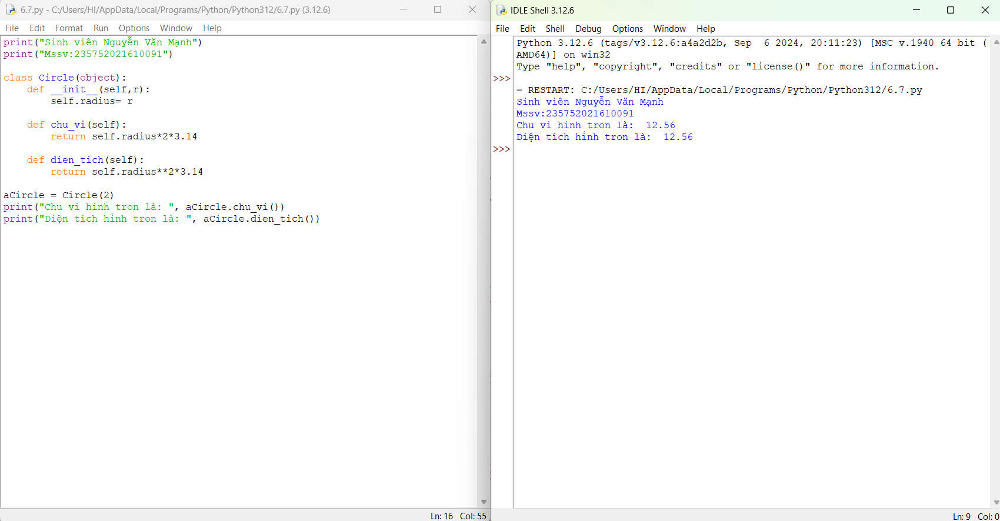 6.7.py - C:/Users/HI/AppData/Local/Programs/Python/Python312/6.7.py (3.12.6)
File Edit Format Run Options Window Help
print("Sinh viên Nguyễn Văn Mạnh")
print("Mssv:235752021610091")
class Circle(object):
    def __init__(self,r):
        self.radius= r
    def chu_vi(self):
        return self.radius*2*3.14
    def dien_tich(self):
        return self.radius**2*3.14
aCircle = Circle(2)
print("Chu vi hinh tron là: ", aCircle.chu_vi())
print("Diện tích hính tron là: ", aCircle.dien_tich())
Ln: 16 Col: 55
IDLE Shell 3.12.6
File Edit Shell Debug Options Window Help
Python 3.12.6 (tags/v3.12.6:a4a2d2b, Sep  6 2024, 20:11:23) [MSC v.1940 64 bit (
AMD64)] on win32
Type "help", "copyright", "credits" or "license()" for more information.
>>>
= RESTART: C:/Users/HI/AppData/Local/Programs/Python/Python312/6.7.py
Sinh viên Nguyễn Văn Mạnh
Mssv:235752021610091
Chu vi hinh tron là:  12.56
Diện tích hính tron là:  12.56
>>>
Ln: 9 Col: 0